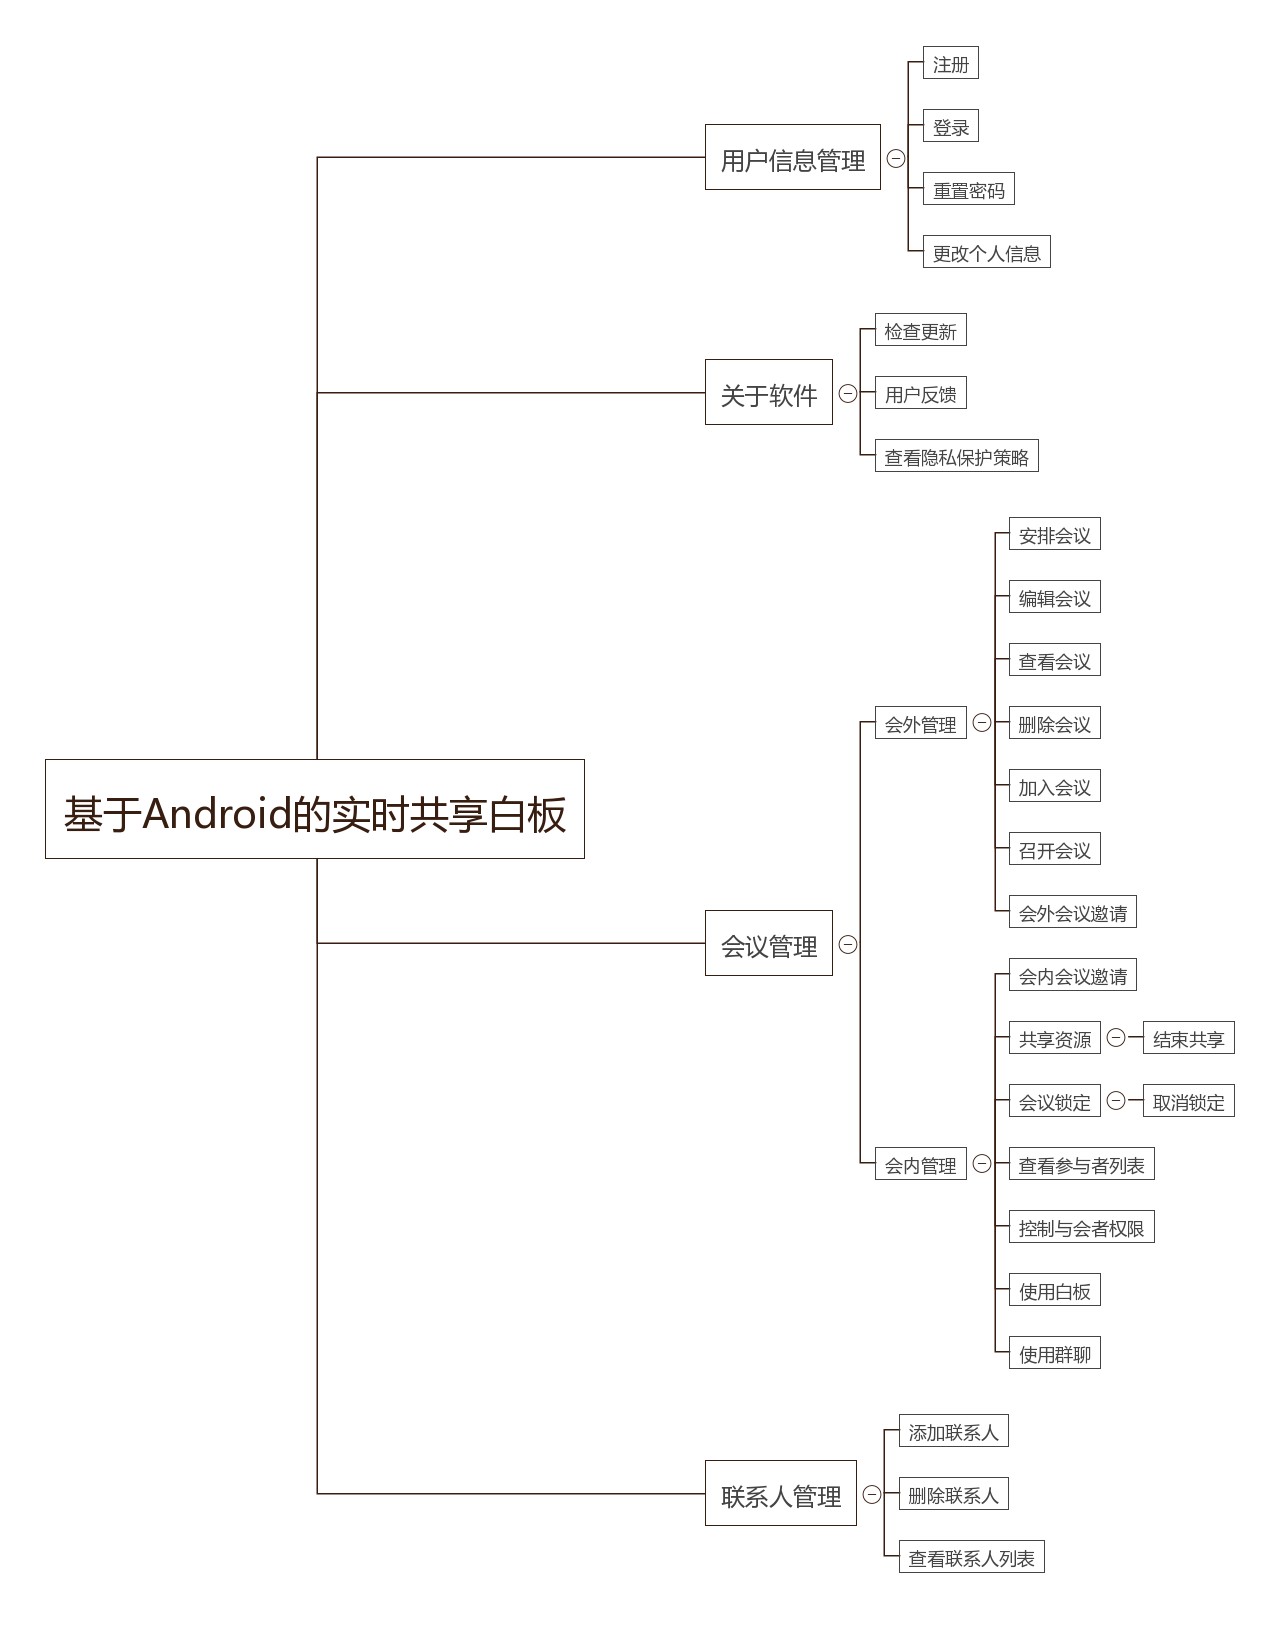 基于Android的实时共享白板
用户信息管理
注册
登录
重置密码
更改个人信息
关于软件
检查更新
用户反馈
查看隐私保护策略
会议管理
会外管理
安排会议
编辑会议
查看会议
删除会议
加入会议
召开会议
会外会议邀请
会内管理
会内会议邀请
共享资源
结束共享
会议锁定
取消锁定
查看参与者列表
控制与会者权限
使用白板
使用群聊
联系人管理
添加联系人
删除联系人
查看联系人列表